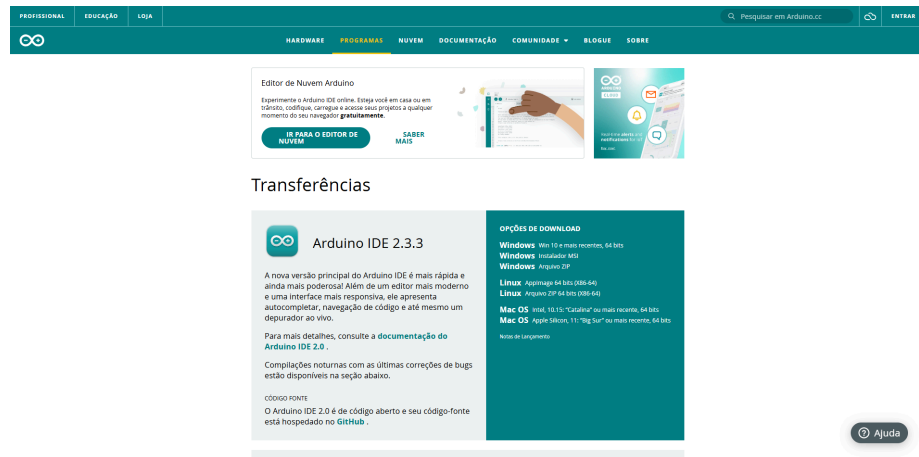 PROFISSIONAL EDUCAÇÃO LOJA
Pesquisar em Arduino.cc
ENTRAR
HARDWARE PROGRAMAS NUVEM DOCUMENTAÇÃO COMUNIDADE BLOGUE SOBRE
Editor de Nuvem Arduino
Experimente o Arduino IDE online. Esteja você em casa ou em
trânsito, codifique, carregue e acesse seus projetos a qualquer
momento do seu navegador gratuitamente.
IR PARA O EDITOR DE
NUVEM
SABER
MAIS
ARDUINO
CLOUD
Real-time alerts and
notifications
Transferências
Arduino IDE 2.3.3
A nova versão principal do Arduino IDE é mais rápida e
ainda mais poderosa! Além de um editor mais moderno
e uma interface mais responsiva, ele apresenta
autocompletar, navegação de código e até mesmo um
depurador ao vivo.
Para mais detalhes, consulte a documentação do
Arduino IDE 2.0 .
Compilações noturnas com as últimas correções de bugs
estão disponíveis na seção abaixo.
CÓDIGO FONTE
O Arduino IDE 2.0 é de código aberto e seu código-fonte
está hospedado no GitHub .
OPÇÕES DE DOWNLOAD
Windows Win 10 e mais recentes, 64 bits
Windows Instalador MSI
Windows Arquivo ZIP
Linux AppImage 64 bits (X86-64)
Linux Arquivo ZIP 64 bits (X86-64)
Mac OS Intel, 10.15: "Catalina" ou mais recente, 64 bits
Mac OS Apple Silicon, 11: "Big Sur" ou mais recente, 64 bits
Notas de Lançamento
Ajuda